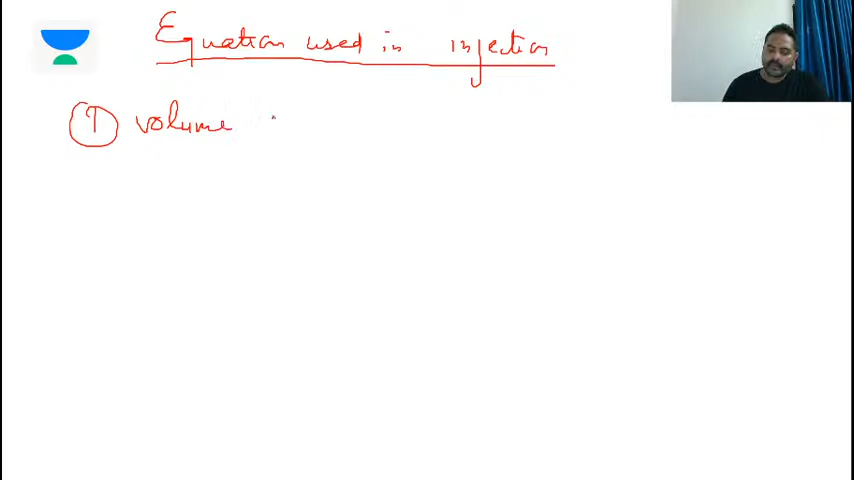 Equation used in injection
① volume